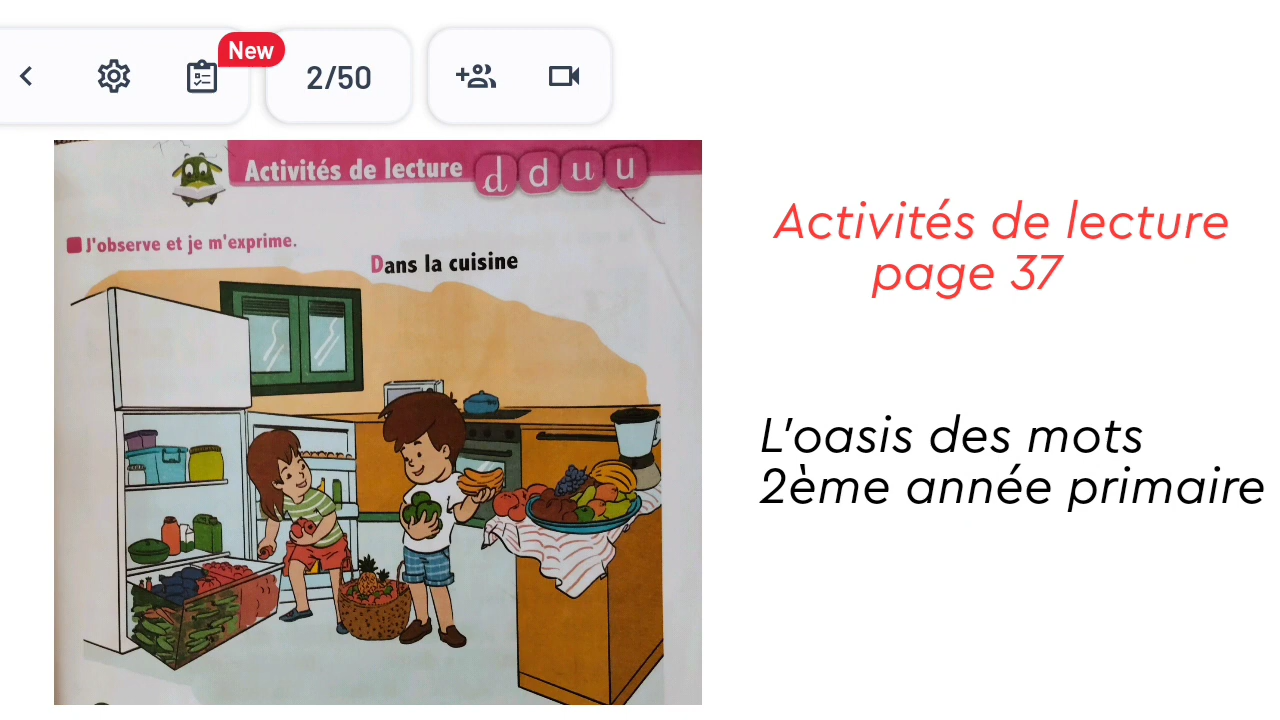 New
2/50
Activités de lecture d d u u
J'observe et je m'exprime.
Dans la cuisine
Activités de lecture
page 37
L'oasis des mots
2ème année primaire